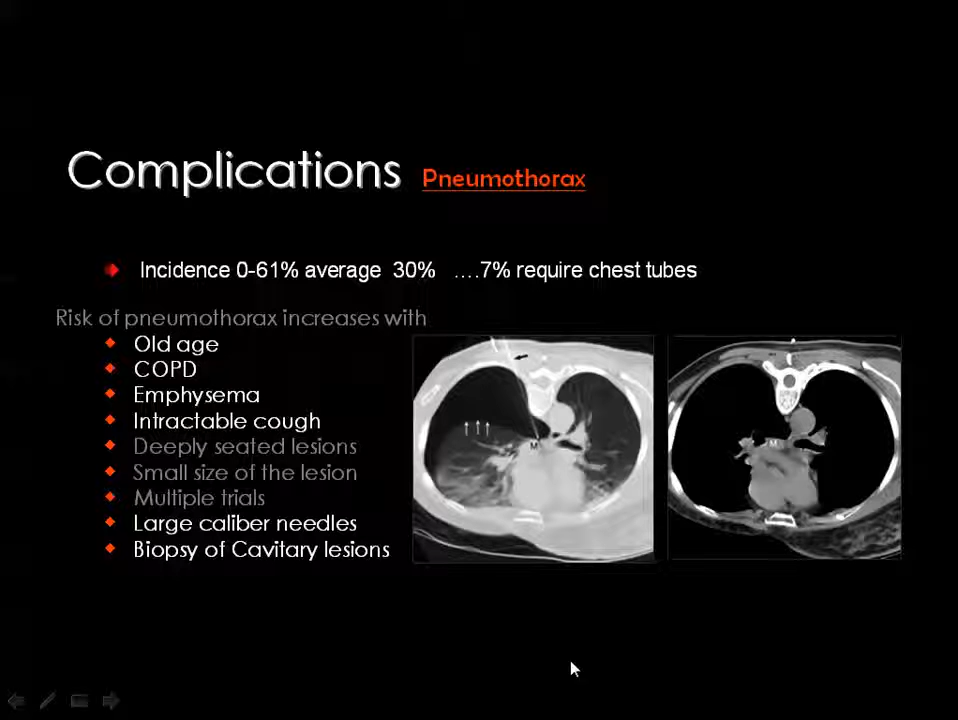 Complications Pneumothorax
Incidence 0-61% average 30% ....7% require chest tubes
Risk of pneumothorax increases with
Old age
COPD
Emphysema
Intractable cough
Deeply seated lesions
Small size of the lesion
Multiple trials
Large caliber needles
Biopsy of Cavitary lesions
M
M